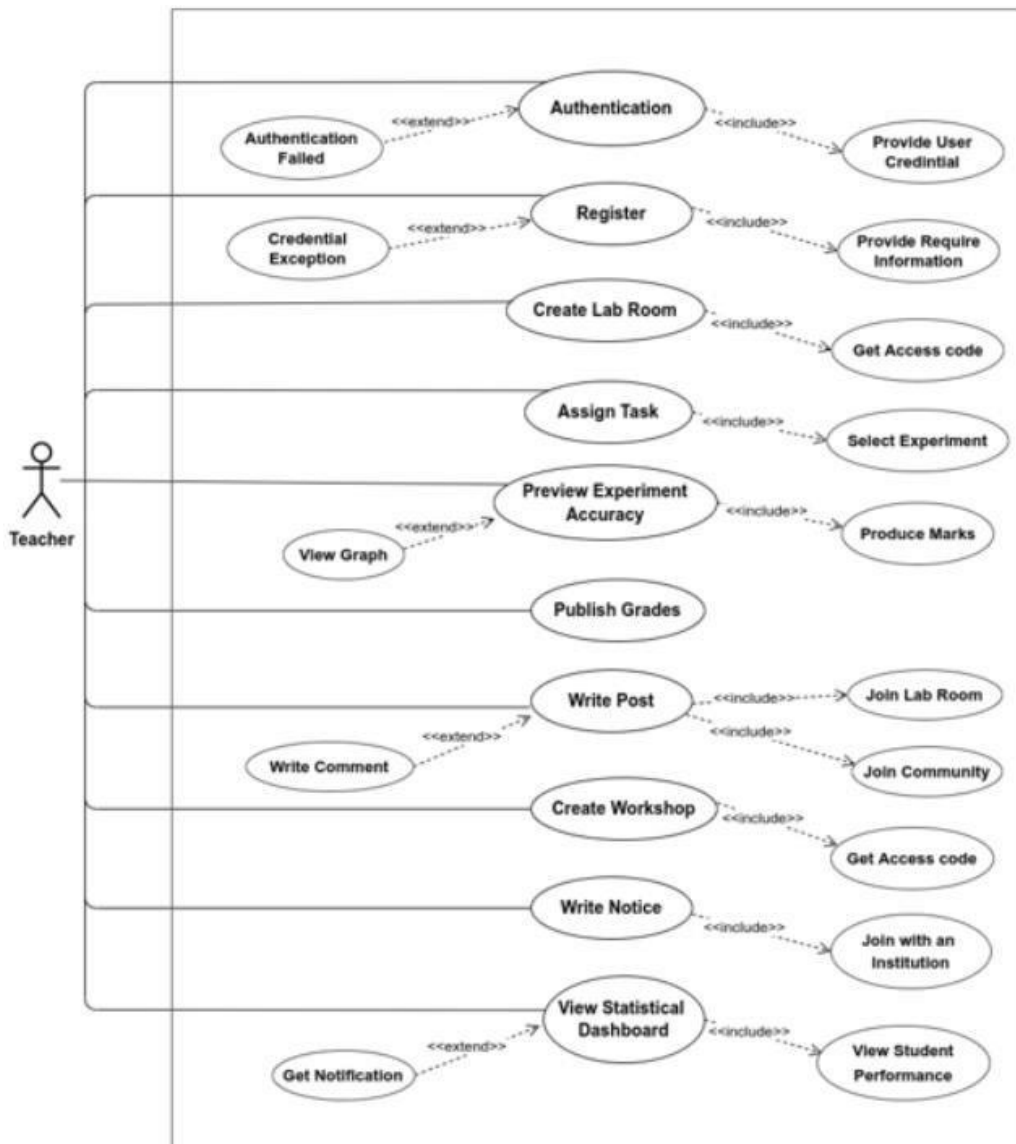 Authentication
<<extend>>
<<include>>
Authentication
Failed
Provide User
Credintial
Register
<<extend>>
<<include>>
Credential
Exception
Provide Require
Information
Create Lab Room
<<include>>
Get Access code
Assign Task
<<include>>
Select Experiment
Teacher
Preview Experiment
Accuracy
<<extend>>
<<include>>
View Graph
Produce Marks
Publish Grades
Write Post
<<include>>
Join Lab Room
<<extend>>
<<include>>
Write Comment
Join Community
Create Workshop
<<include>>
Get Access code
Write Notice
<<include>>
Join with an
Institution
View Statistical
Dashboard
<<extend>>
<<include>>
Get Notification
View Student
Performance